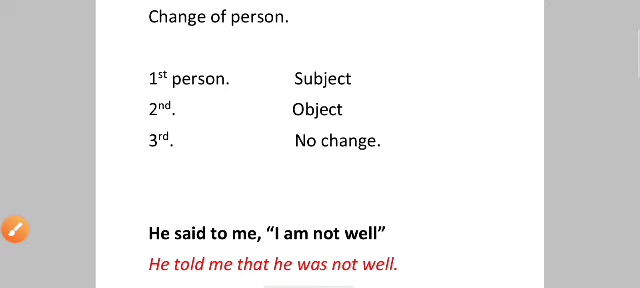 Change of person.
1st person. Subject
2nd. Object
3rd. No change.
He said to me, “I am not well”
He told me that he was not well.